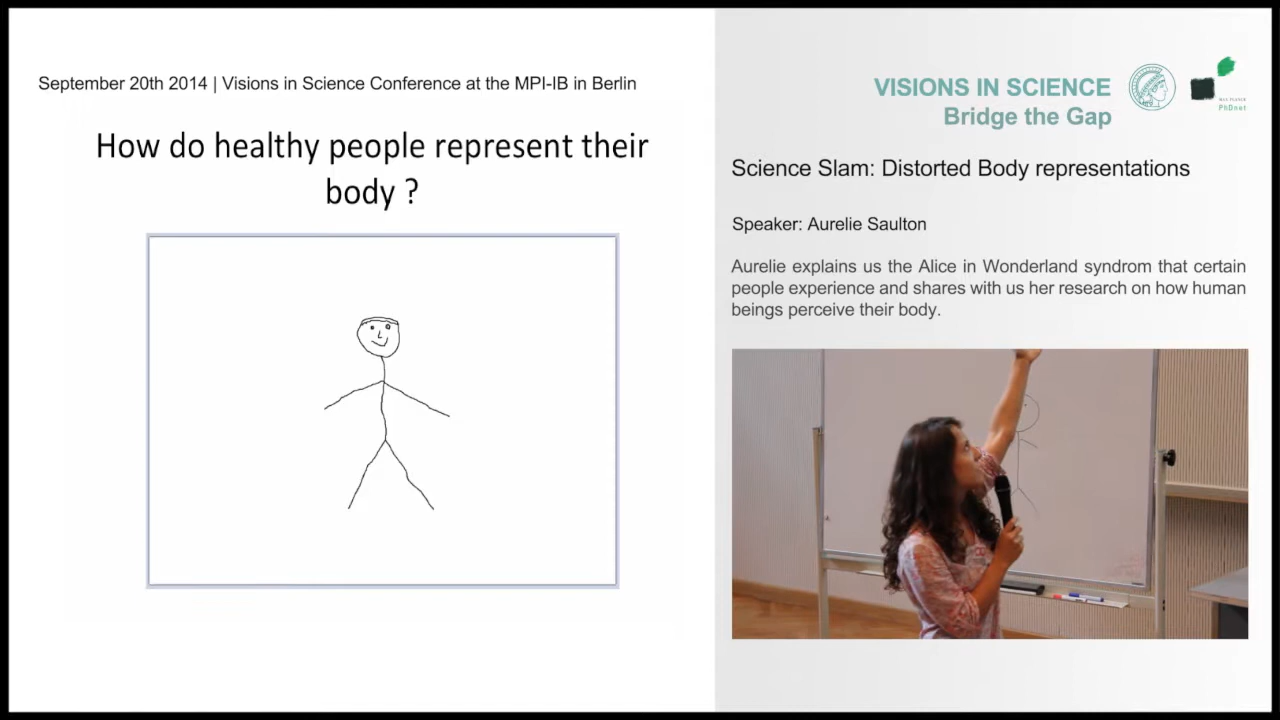 September 20th 2014 | Visions in Science Conference at the MPI-IB in Berlin
How do healthy people represent their
body ?
VISIONS IN SCIENCE
Bridge the Gap
PhDnet
Science Slam: Distorted Body representations
Speaker: Aurelie Saulton
Aurelie explains us the Alice in Wonderland syndrom that certain
people experience and shares with us her research on how human
beings perceive their body.